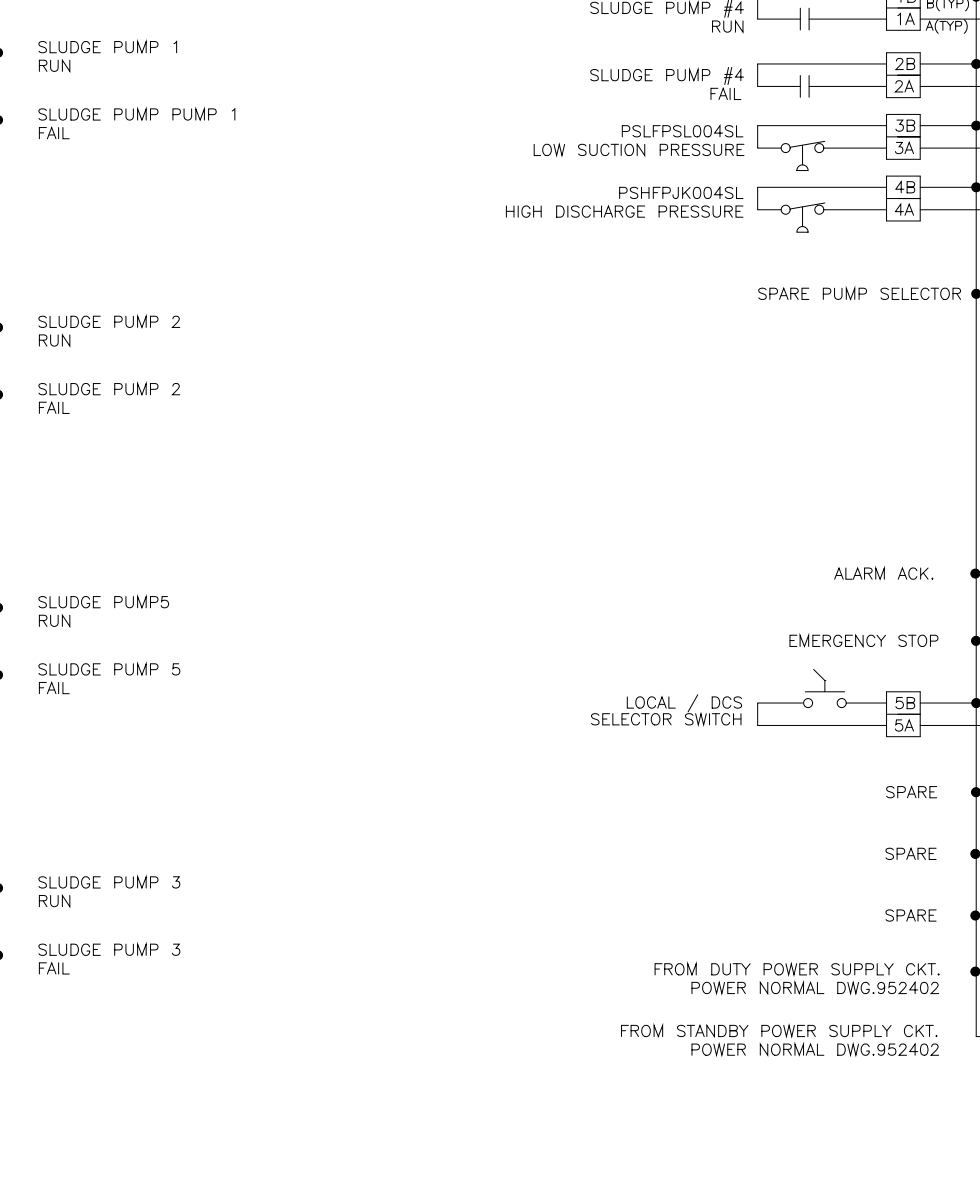 SLUDGE PUMP 1
RUN
SLUDGE PUMP PUMP 1
FAIL
SLUDGE PUMP 2
RUN
SLUDGE PUMP 2
FAIL
SLUDGE PUMP5
RUN
SLUDGE PUMP 5
FAIL
SLUDGE PUMP 3
RUN
SLUDGE PUMP 3
FAIL
SLUDGE PUMP #4
RUN
1B
B(TYP)
1A
A(TYP)
SLUDGE PUMP #4
FAIL
2B
2A
PSLFPSL004SL
LOW SUCTION PRESSURE
3B
3A
PSHFPJK004SL
HIGH DISCHARGE PRESSURE
4B
4A
SPARE PUMP SELECTOR
ALARM ACK.
EMERGENCY STOP
LOCAL / DCS
SELECTOR SWITCH
5B
5A
SPARE
SPARE
SPARE
FROM DUTY POWER SUPPLY CKT.
POWER NORMAL DWG.952402
FROM STANDBY POWER SUPPLY CKT.
POWER NORMAL DWG.952402